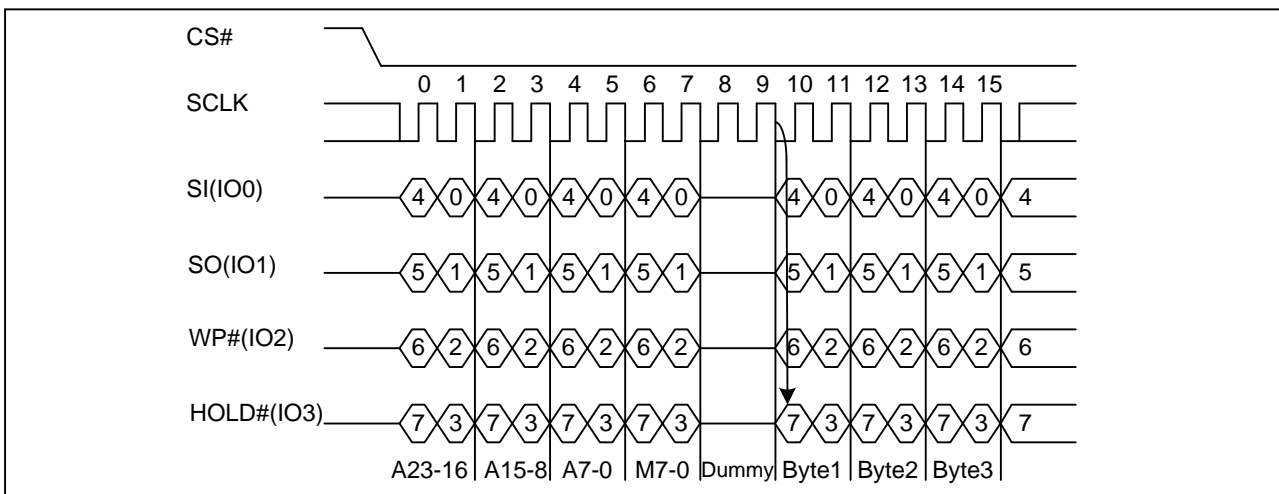 CS#
0 1 2 3 4 5 6 7 8 9 10 11 12 13 14 15
SCLK
SI(IO0) 4 0 4 0 4 0 4 0 4 0 4 0 4 0 4
SO(IO1) 5 1 5 1 5 1 5 1 5 1 5 1 5 1 5
WP#(IO2) 6 2 6 2 6 2 6 2 6 2 6 2 6 2 6
HOLD#(IO3) 7 3 7 3 7 3 7 3 7 3 7 3 7 3 7
A23-16 A15-8 A7-0 M7-0 Dummy Byte1 Byte2 Byte3